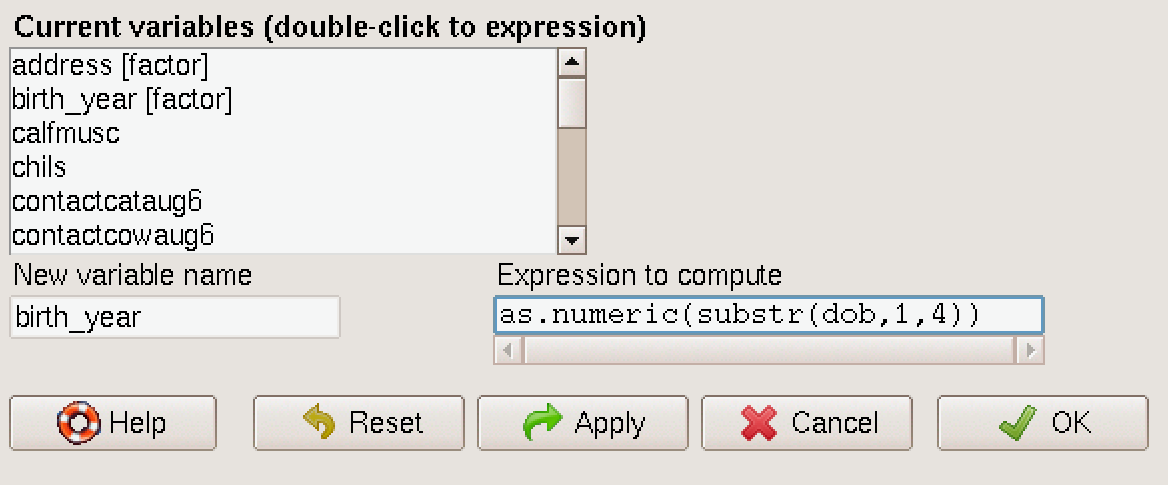 Current variables (double-click to expression)
address [factor]
birth_year [factor]
calfmusc
chils
contactcataug6
contactcowaug6
New variable name
Expression to compute
birth_year
as.numeric(substr(dob,1,4))
Help
Reset
Apply
Cancel
OK